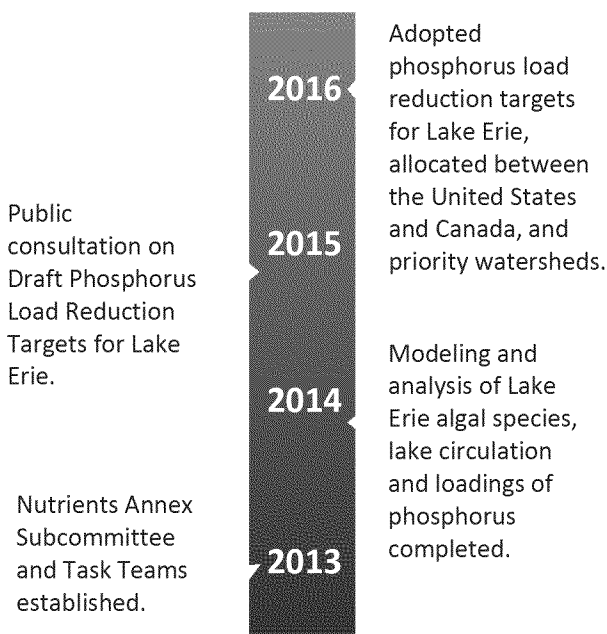 2016
Adopted
phosphorus load
reduction targets
for Lake Erie,
allocated between
the United States
and Canada, and
priority watersheds.
2015
Public
consultation on
Draft Phosphorus
Load Reduction
Targets for Lake
Erie.
2014
Modeling and
analysis of Lake
Erie algal species,
lake circulation
and loadings of
phosphorus
completed.
2013
Nutrients Annex
Subcommittee
and Task Teams
established.